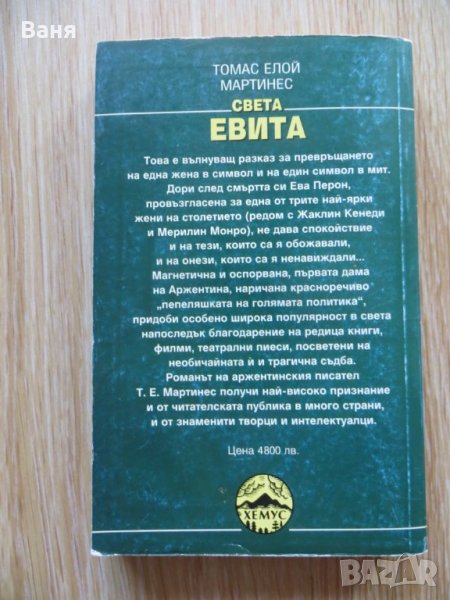 Ваня
ТОМАС ЕЛОЙ
МАРТИНЕС
СВЕТА
ЕВИТА
Това е вълнуващ разказ за превръщането
на една жена в символ и на един символ в мит.
Дори след смъртта си Ева Перон,
провъзгласена за една от трите най-ярки
жени на столетието (редом с Жаклин Кенеди
и Мерилин Монро), не дава спокойствие
и на тези, които са я обожавали,
и на онези, които са я ненавиждали...
Магнетична и оспорвана, първата дама
на Аржентина, наричана красноречиво
„пепеляшката на голямата политика“,
придоби особено широка популярност в света
напоследък благодарение на редица книги,
филми, театрални пиеси, посветени на
необичайната ѝ и трагична съдба.
Романът на аржентинския писател
Т. Е. Мартинес получи най-високо признание
и от читателската публика в много страни,
и от знаменити творци и интелектуалци.
Цена 4800 лв.
ХЕМУС
BAZAR